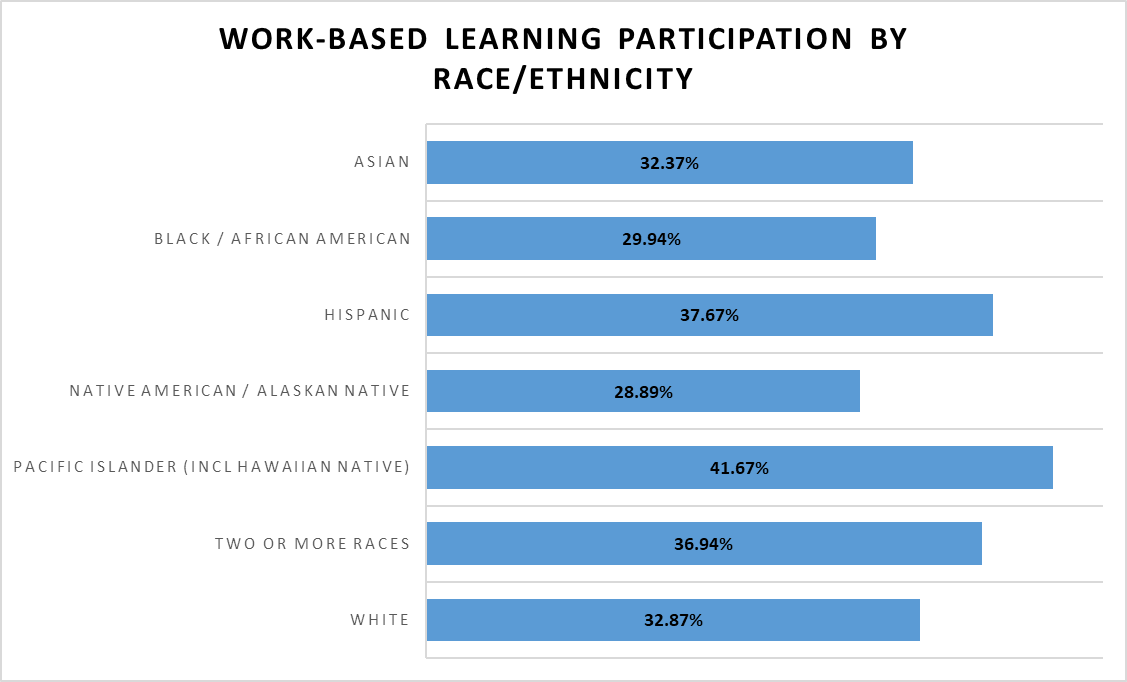 WORK-BASED LEARNING PARTICIPATION BY
RACE/ETHNICITY
ASIAN
32.37%
BLACK / AFRICAN AMERICAN
29.94%
HISPANIC
37.67%
NATIVE AMERICAN / ALASKAN NATIVE
28.89%
PACIFIC ISLANDER (INCL HAWAIIAN NATIVE)
41.67%
TWO OR MORE RACES
36.94%
WHITE
32.87%